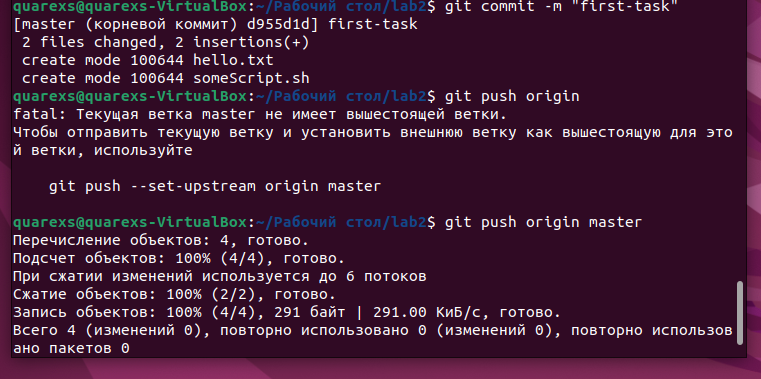 quarexs@quarexs-VirtualBox:~/Рабочий стол/lab2$ git commit -m "first-task"
[master (корневой коммит) d955d1d] first-task
 2 files changed, 2 insertions(+)
 create mode 100644 hello.txt
 create mode 100644 someScript.sh
quarexs@quarexs-VirtualBox:~/Рабочий стол/lab2$ git push origin
fatal: Текущая ветка master не имеет вышестоящей ветки.
Чтобы отправить текущую ветку и установить внешнюю ветку как вышестоящую для это
й ветки, используйте
    git push --set-upstream origin master
quarexs@quarexs-VirtualBox:~/Рабочий стол/lab2$ git push origin master
Перечисление объектов: 4, готово.
Подсчет объектов: 100% (4/4), готово.
При сжатии изменений используется до 6 потоков
Сжатие объектов: 100% (2/2), готово.
Запись объектов: 100% (4/4), 291 байт | 291.00 КиБ/с, готово.
Всего 4 (изменений 0), повторно использовано 0 (изменений 0), повторно использов
ано пакетов 0